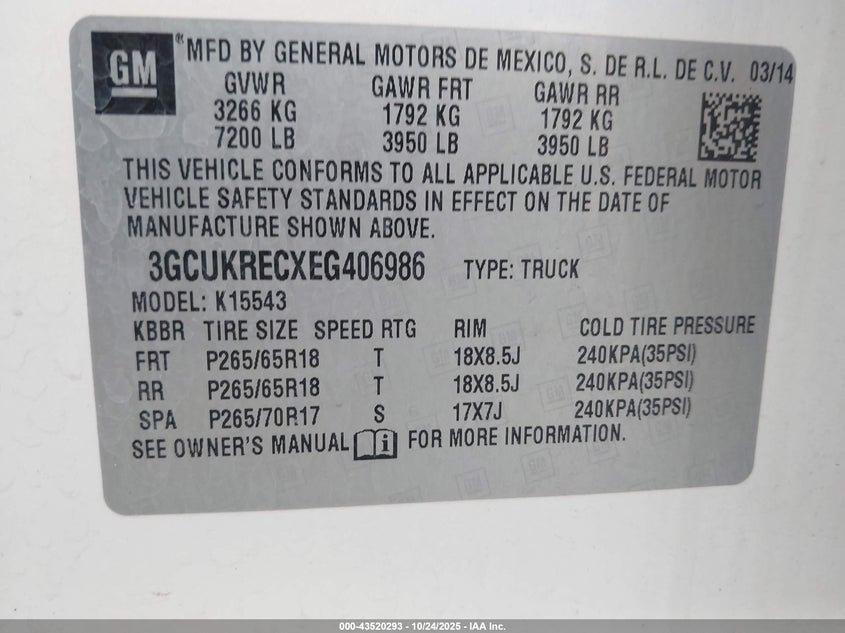 GM ® MFD BY GENERAL MOTORS DE MEXICO, S. DE R.L. DE C.V. 03/14
GVWR GAWR FRT GAWR RR
3266 KG 1792 KG 1792 KG
7200 LB 3950 LB 3950 LB
THIS VEHICLE CONFORMS TO ALL APPLICABLE U.S. FEDERAL MOTOR
VEHICLE SAFETY STANDARDS IN EFFECT ON THE DATE OF
MANUFACTURE SHOWN ABOVE.
3GCUKRECXEG406986 TYPE: TRUCK
MODEL: K15543
KBBR TIRE SIZE SPEED RTG RIM COLD TIRE PRESSURE
FRT P265/65R18 T 18X8.5J 240KPA(35PSI)
RR P265/65R18 T 18X8.5J 240KPA(35PSI)
SPA P265/70R17 S 17X7J 240KPA(35PSI)
SEE OWNER'S MANUAL i FOR MORE INFORMATION.
000-43520293 - 10/24/2025 - IAA Inc.